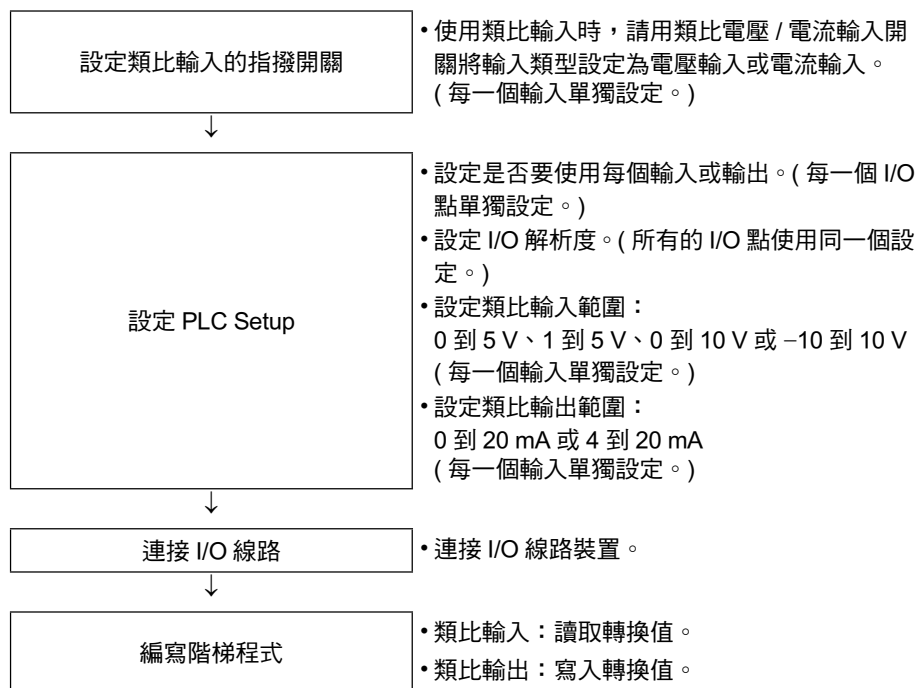 設定類比輸入的指撥開關
• 使用類比輸入時，請用類比電壓 / 電流輸入開
關將輸入類型設定為電壓輸入或電流輸入。
( 每一個輸入單獨設定。)
↓
設定 PLC Setup
• 設定是否要使用每個輸入或輸出。( 每一個 I/O
點單獨設定。)
• 設定 I/O 解析度。( 所有的 I/O 點使用同一個設
定。)
• 設定類比輸入範圍：
0 到 5 V、1 到 5 V、0 到 10 V 或 −10 到 10 V
( 每一個輸入單獨設定。)
• 設定類比輸出範圍：
0 到 20 mA 或 4 到 20 mA
( 每一個輸入單獨設定。)
↓
連接 I/O 線路
• 連接 I/O 線路裝置。
↓
編寫階梯程式
• 類比輸入：讀取轉換值。
• 類比輸出：寫入轉換值。